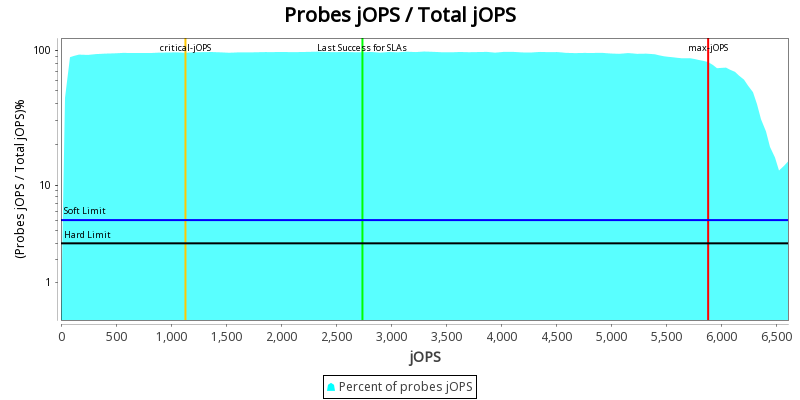 Probes jOPS / Total jOPS
(Probes jOPS / Total jOPS)%
100
10
1
critical-jOPS
Last Success for SLAs
max-jOPS
Soft Limit
Hard Limit
0 500 1,000 1,500 2,000 2,500 3,000 3,500 4,000 4,500 5,000 5,500 6,000 6,500
jOPS
Percent of probes jOPS